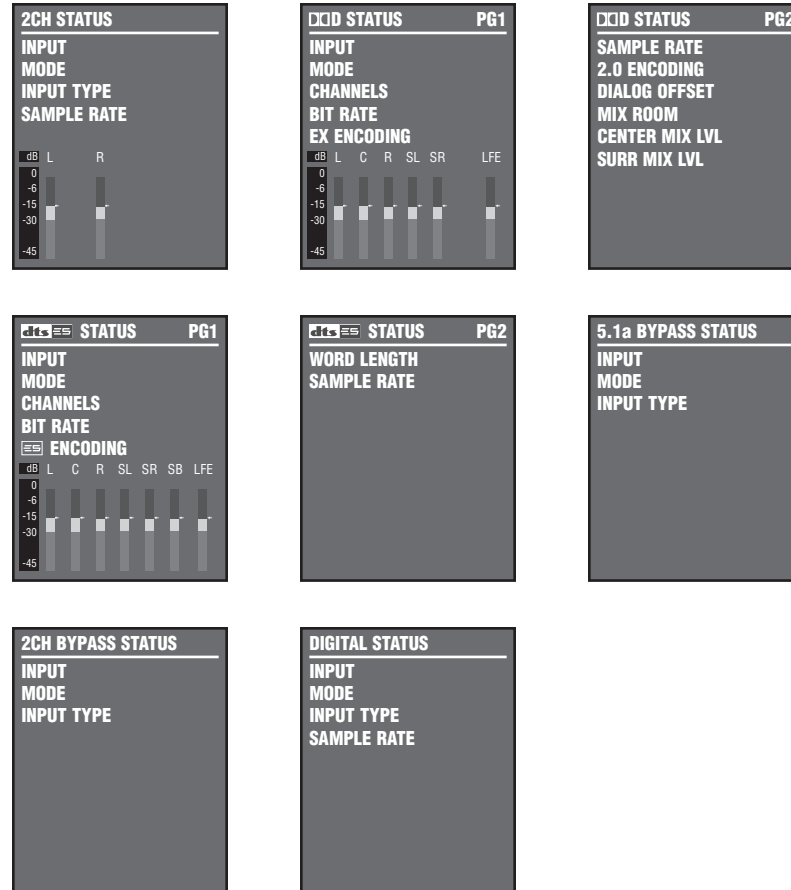 2CH STATUS
INPUT
MODE
INPUT TYPE
SAMPLE RATE
dB L R
0
-6
-15
-30
-45
D STATUS PG1
INPUT
MODE
CHANNELS
BIT RATE
EX ENCODING
dB L C R SL SR LFE
0
-6
-15
-30
-45
D STATUS PG2
SAMPLE RATE
2.0 ENCODING
DIALOG OFFSET
MIX ROOM
CENTER MIX LVL
SURR MIX LVL
dts ES STATUS PG1
INPUT
MODE
CHANNELS
BIT RATE
ES ENCODING
dB L C R SL SR SB LFE
0
-6
-15
-30
-45
dts ES STATUS PG2
WORD LENGTH
SAMPLE RATE
5.1a BYPASS STATUS
INPUT
MODE
INPUT TYPE
2CH BYPASS STATUS
INPUT
MODE
INPUT TYPE
DIGITAL STATUS
INPUT
MODE
INPUT TYPE
SAMPLE RATE